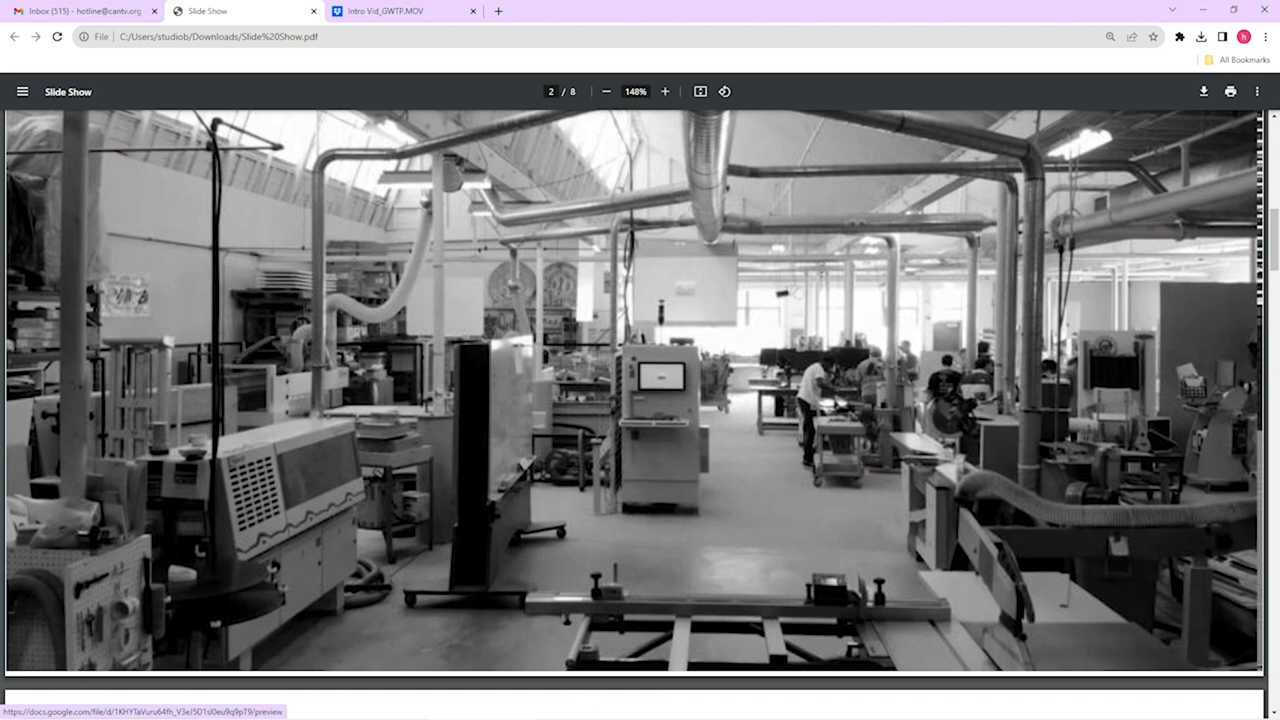 Inbox (515) - hotline@cantv.org
Slide Show
Intro Vid_GWTP.MOV
File
C:/Users/studiob/Downloads/Slide%20Show.pdf
h
All Bookmarks
Slide Show
2 / 8
148%
https://docs.google.com/file/d/1KHYTaVuru64fh_V3eJ5D1sI0eu9q9pT9/preview